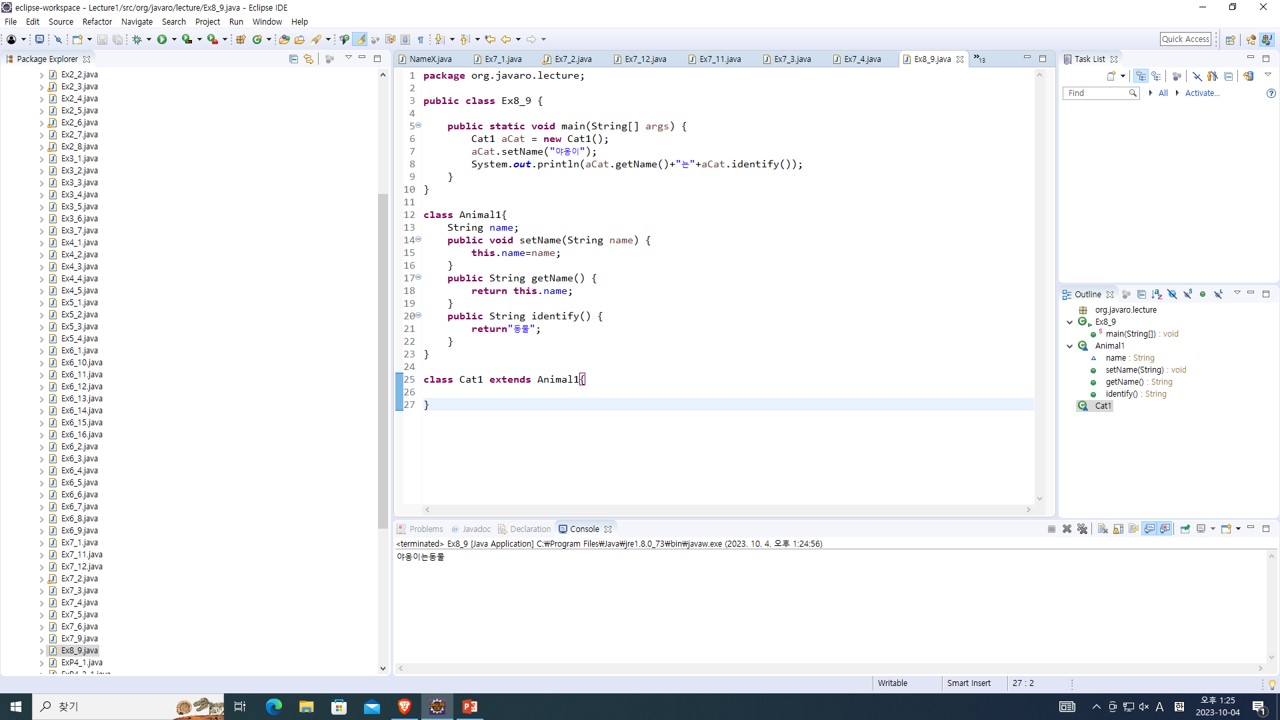 eclipse-workspace - Lecture1/src/org/javaro/lecture/Ex8_9.java - Eclipse IDE
File Edit Source Refactor Navigate Search Project Run Window Help
Quick Access
Package Explorer
Ex2_2.java
Ex2_3.java
Ex2_4.java
Ex2_5.java
Ex2_6.java
Ex2_7.java
Ex2_8.java
Ex3_1.java
Ex3_2.java
Ex3_3.java
Ex3_4.java
Ex3_5.java
Ex3_6.java
Ex3_7.java
Ex4_1.java
Ex4_2.java
Ex4_3.java
Ex4_4.java
Ex4_5.java
Ex5_1.java
Ex5_2.java
Ex5_3.java
Ex5_4.java
Ex6_1.java
Ex6_10.java
Ex6_11.java
Ex6_12.java
Ex6_13.java
Ex6_14.java
Ex6_15.java
Ex6_16.java
Ex6_2.java
Ex6_3.java
Ex6_4.java
Ex6_5.java
Ex6_6.java
Ex6_7.java
Ex6_8.java
Ex6_9.java
Ex7_1.java
Ex7_11.java
Ex7_12.java
Ex7_2.java
Ex7_3.java
Ex7_4.java
Ex7_5.java
Ex7_6.java
Ex7_9.java
Ex8_9.java
ExP4_1.java
NameX.java Ex7_1.java Ex7_2.java Ex7_12.java Ex7_11.java Ex7_3.java Ex7_4.java Ex8_9.java »13
1 package org.javaro.lecture;
2
3 public class Ex8_9 {
4
5 public static void main(String[] args) {
6 Cat1 aCat = new Cat1();
7 aCat.setName("야옹이");
8 System.out.println(aCat.getName()+"는"+aCat.identify());
9 }
10 }
11
12 class Animal1{
13 String name;
14 public void setName(String name) {
15 this.name=name;
16 }
17 public String getName() {
18 return this.name;
19 }
20 public String identify() {
21 return"동물";
22 }
23 }
24
25 class Cat1 extends Animal1{
26
27 }
Task List
Find All Activate...
Outline
org.javaro.lecture
Ex8_9
main(String[]) : void
Animal1
name : String
setName(String) : void
getName() : String
identify() : String
Cat1
Problems Javadoc Declaration Console
<terminated> Ex8_9 [Java Application] C:₩Program Files₩Java₩jre1.8.0_73₩bin₩javaw.exe (2023. 10. 4. 오후 1:24:56)
야옹이는동물
Writable Smart Insert 27 : 2
찾기
A 한
오후 1:25
2023-10-04
1